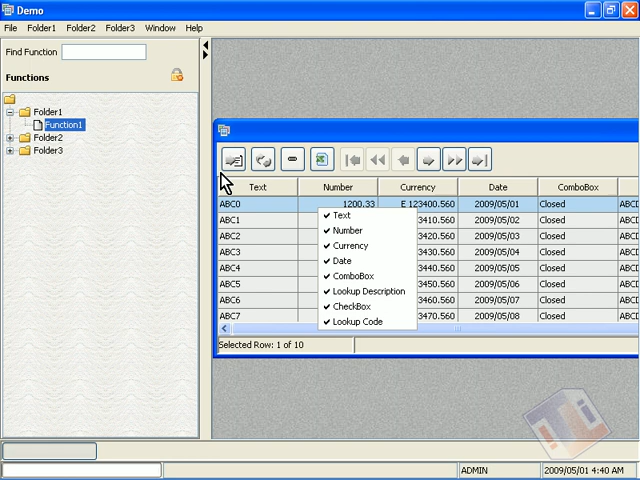 Demo
File Folder1 Folder2 Folder3 Window Help
Find Function
Functions
Folder1
Function1
Folder2
Folder3
Text Number Currency Date ComboBox
ABC0 1200.33 E 123400.560 2009/05/01 Closed ABCD
ABC1 3410.560 2009/05/02 Closed ABC
ABC2 3420.560 2009/05/03 Closed ABC
ABC3 3430.560 2009/05/04 Closed ABC
ABC4 3440.560 2009/05/05 Closed ABC
ABC5 3450.560 2009/05/06 Closed ABC
ABC6 3460.560 2009/05/07 Closed ABC
ABC7 3470.560 2009/05/08 Closed ABCD
Text
Number
Currency
Date
ComboBox
Lookup Description
CheckBox
Lookup Code
Selected Row: 1 of 10
ADMIN 2009/05/01 4:40 AM